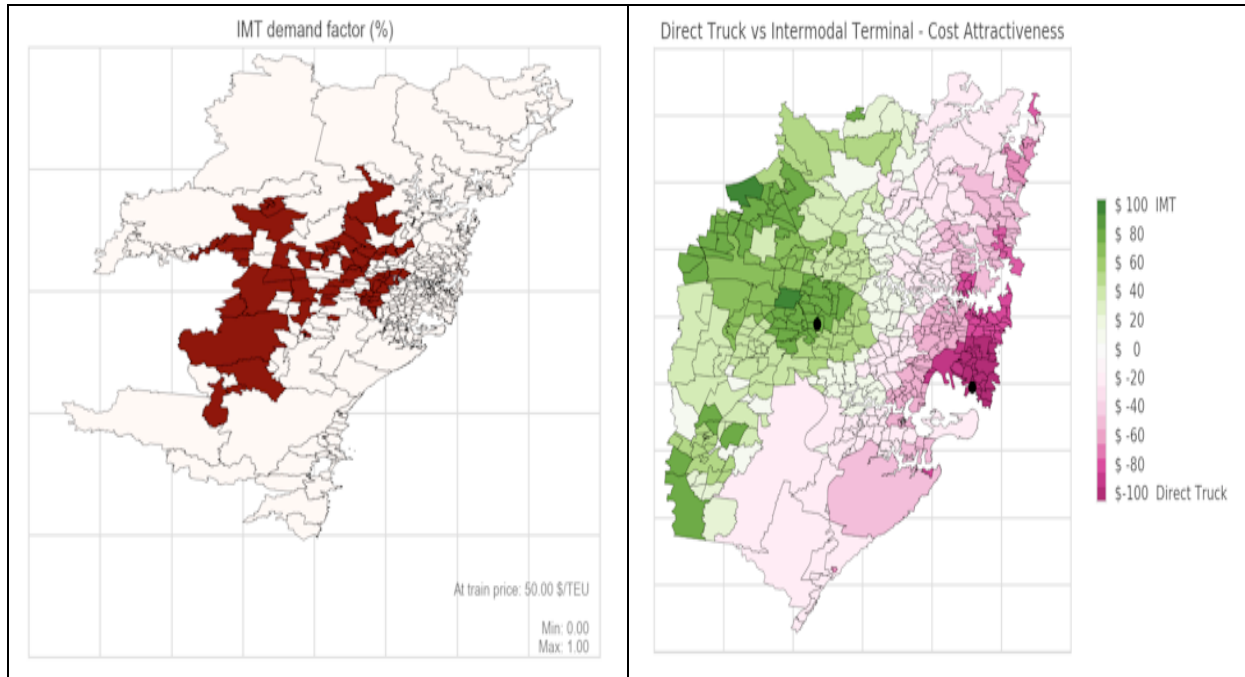 IMT demand factor (%)
At train price: 50.00 $/TEU
Min: 0.00
Max: 1.00
Direct Truck vs Intermodal Terminal - Cost Attractiveness
$ 100 IMT
$ 80
$ 60
$ 40
$ 20
$ 0
$ -20
$ -40
$ -60
$ -80
$-100 Direct Truck